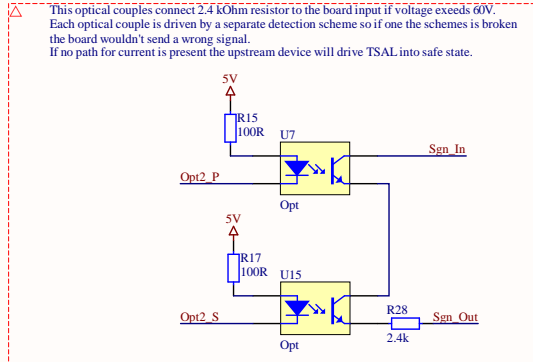 This optical couples connect 2.4 kOhm resistor to the board input if voltage exceeds 60V.
Each optical couple is driven by a separate detection scheme so if one the schemes is broken
the board wouldn't send a wrong signal.
If no path for current is present the upstream device will drive TSAL into safe state.
5V
R15
100R
U7
Sgn_In
Opt2_P
Opt
5V
R17
100R
U15
R28
Sgn_Out
Opt2_S
2.4k
Opt